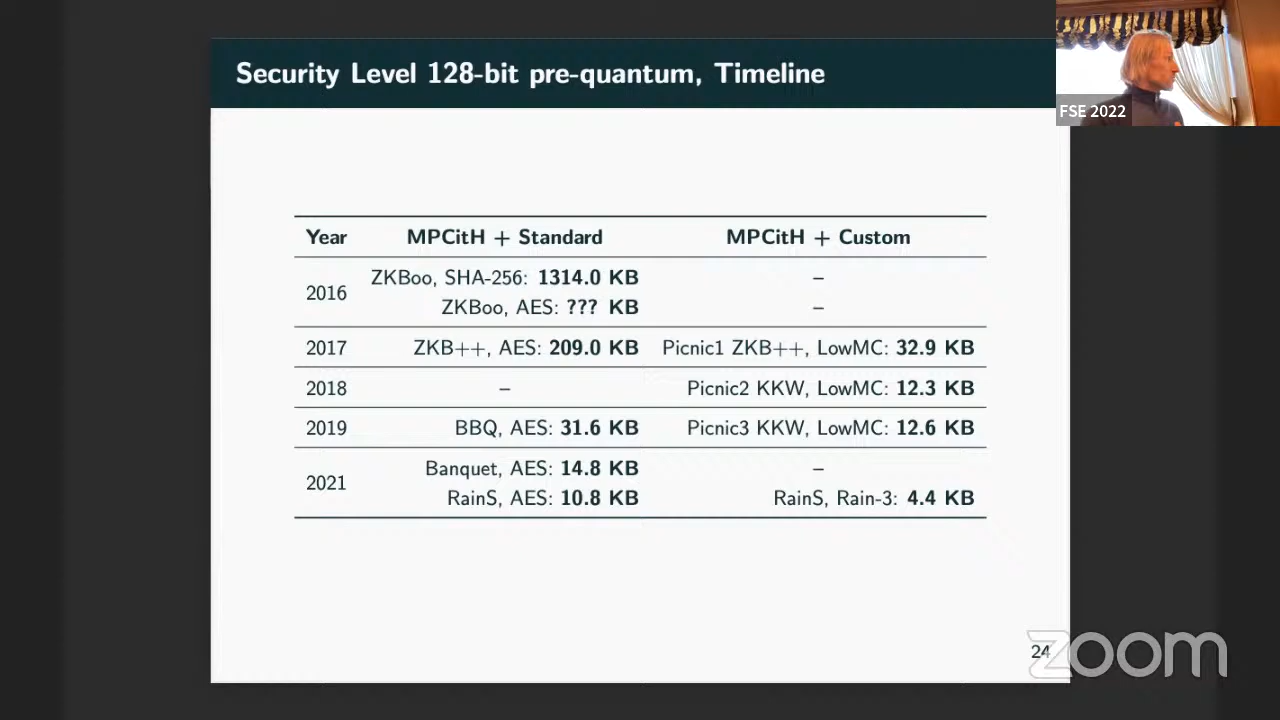 Security Level 128-bit pre-quantum, Timeline
FSE 2022
Year MPCitH + Standard MPCitH + Custom
2016 ZKBoo, SHA-256: 1314.0 KB –
ZKBoo, AES: ??? KB –
2017 ZKB++, AES: 209.0 KB Picnic1 ZKB++, LowMC: 32.9 KB
2018 – Picnic2 KKW, LowMC: 12.3 KB
2019 BBQ, AES: 31.6 KB Picnic3 KKW, LowMC: 12.6 KB
2021 Banquet, AES: 14.8 KB –
RainS, AES: 10.8 KB RainS, Rain-3: 4.4 KB
24
zoom